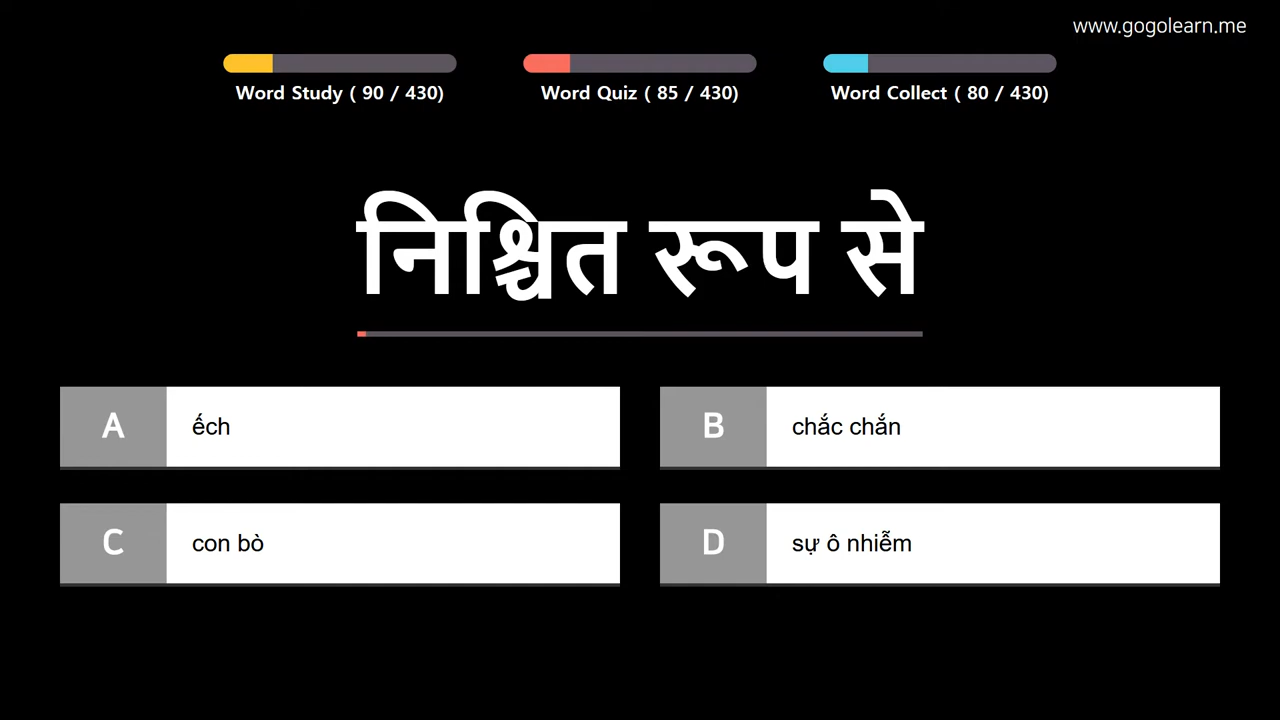 www.gogolearn.me
Word Study ( 90 / 430)
Word Quiz ( 85 / 430)
Word Collect ( 80 / 430)
निश्चित रूप से
A ếch
B chắc chắn
C con bò
D sự ô nhiễm